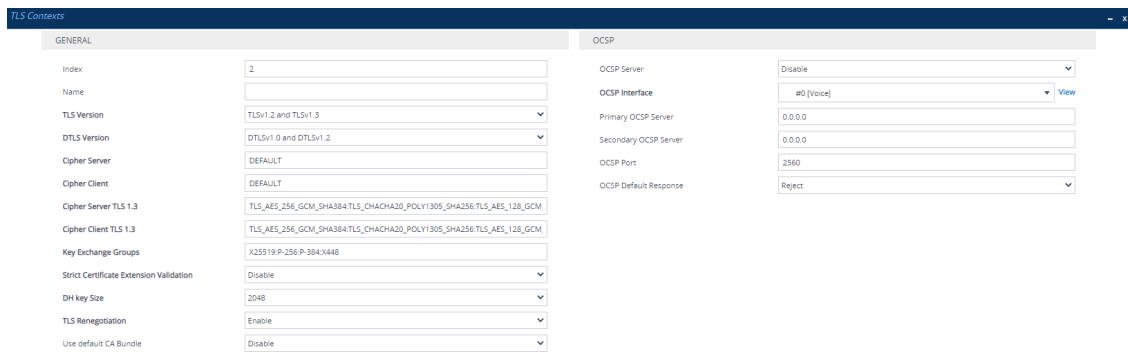 TLS Contexts
– x
GENERAL
Index 2
Name
TLS Version TLSv1.2 and TLSv1.3
DTLS Version DTLSv1.0 and DTLSv1.2
Cipher Server DEFAULT
Cipher Client DEFAULT
Cipher Server TLS 1.3 TLS_AES_256_GCM_SHA384:TLS_CHACHA20_POLY1305_SHA256:TLS_AES_128_GCM_
Cipher Client TLS 1.3 TLS_AES_256_GCM_SHA384:TLS_CHACHA20_POLY1305_SHA256:TLS_AES_128_GCM_
Key Exchange Groups X25519:P-256:P-384:X448
Strict Certificate Extension Validation Disable
DH key Size 2048
TLS Renegotiation Enable
Use default CA Bundle Disable
OCSP
OCSP Server Disable
OCSP Interface #0 [Voice] View
Primary OCSP Server 0.0.0.0
Secondary OCSP Server 0.0.0.0
OCSP Port 2560
OCSP Default Response Reject